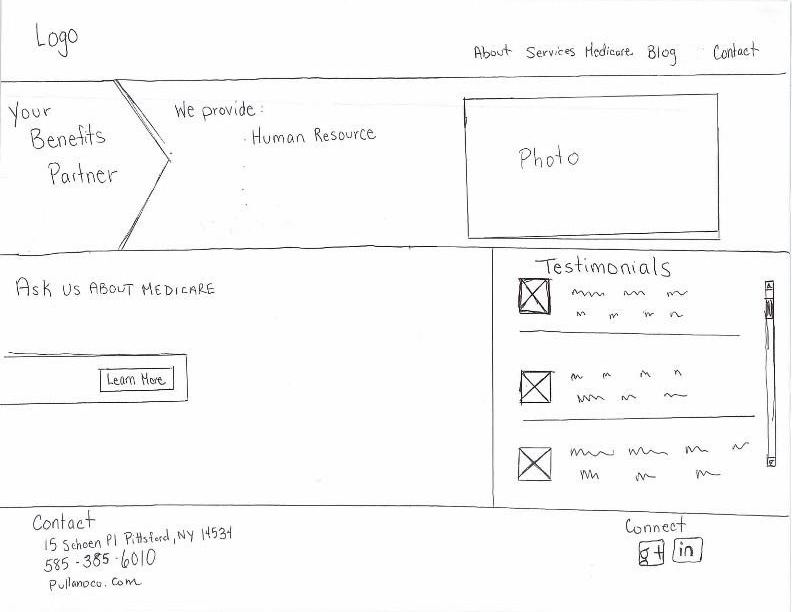 Logo
About Services Medicare Blog Contact
Your
Benefits
Partner
We provide:
· Human Resource
Photo
Ask us ABOUT MEDICARE
Learn More
Testimonials
Contact
15 Schoen Pl Pittsford, NY 14534
585-385-6010
Pullanoco.com
Connect
g+ in